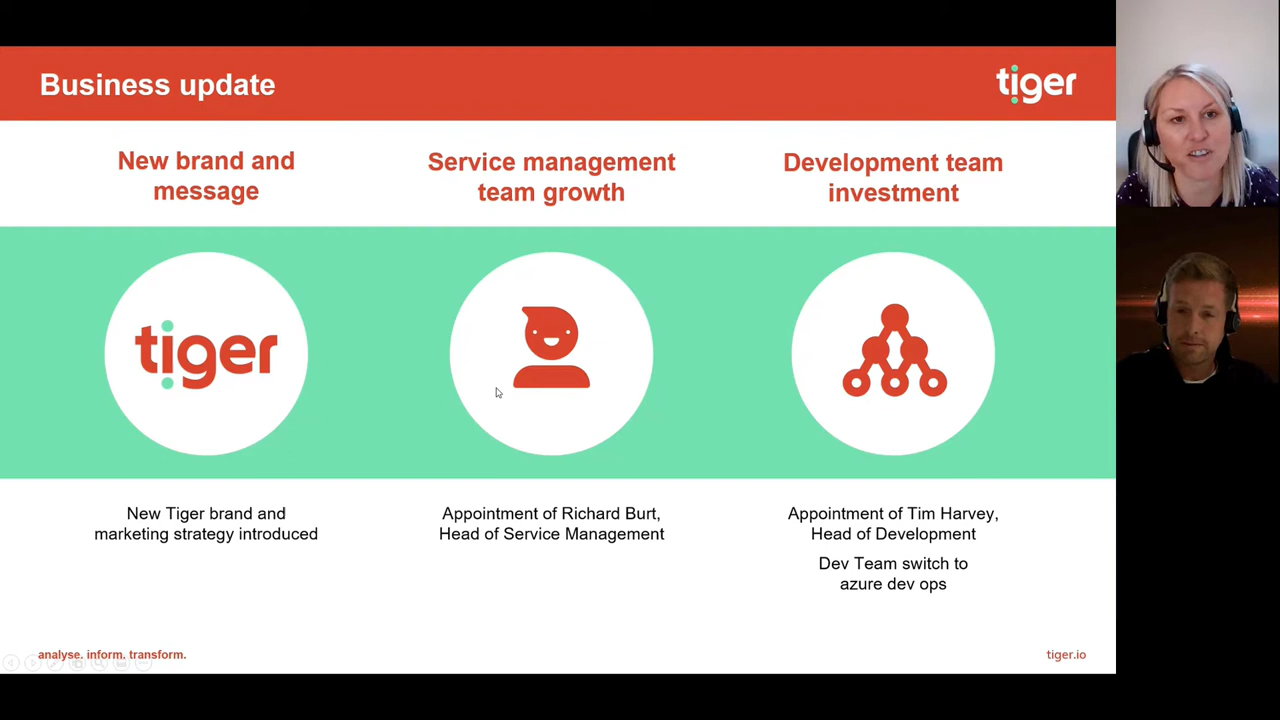 Business update
tiger
New brand and
message
Service management
team growth
Development team
investment
tiger
New Tiger brand and
marketing strategy introduced
Appointment of Richard Burt,
Head of Service Management
Appointment of Tim Harvey,
Head of Development
Dev Team switch to
azure dev ops
analyse. inform. transform.
tiger.io